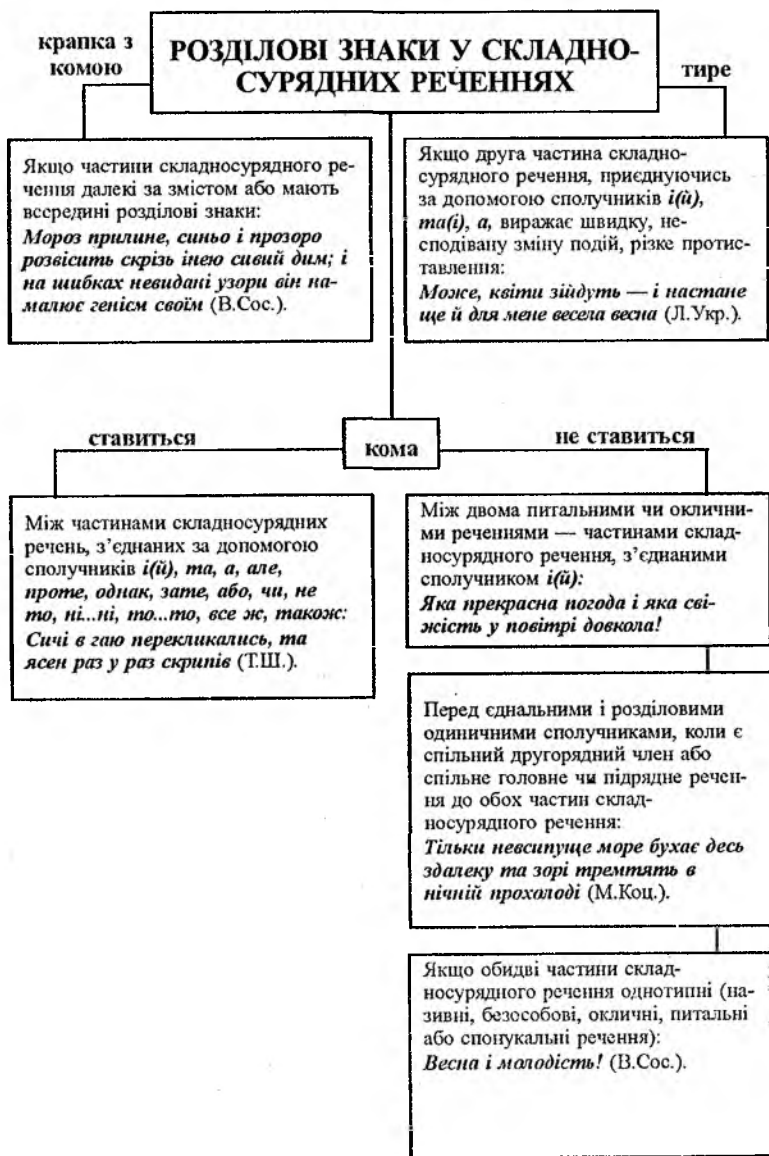 крапка з
комою
РОЗДІЛОВІ ЗНАКИ У СКЛАДНО-
СУРЯДНИХ РЕЧЕННЯХ
тире
Якщо частини складносурядного ре-
чення далекі за змістом або мають
всередині розділові знаки:
Мороз прилине, синьо і прозоро
розвісить скрізь інею сивий дим; і
на шибках невидані узори він на-
малює генієм своїм (В.Сос.).
Якщо друга частина складно-
сурядного речення, приєднуючись
за допомогою сполучників і(й),
та(і), а, виражає швидку, не-
сподівану зміну подій, різке протис-
тавлення:
Може, квіти зійдуть — і настане
ще й для мене весела весна (Л.Укр.).
ставиться
кома
не ставиться
Між частинами складносурядних
речень, з’єднаних за допомогою
сполучників і(й), та, а, але,
проте, однак, зате, або, чи, не
то, ні...ні, то...то, все ж, також:
Сичі в гаю перекликались, та
ясен раз у раз скрипів (Т.Ш.).
Між двома питальними чи окличні-
ми реченнями — частинами склад-
носурядного речення, з’єднаними
сполучником і(й):
Яка прекрасна погода і яка сві-
жість у повітрі довкола!
Перед єднальними і розділовими
одиничними сполучниками, коли є
спільний другорядний член або
спільне головне чи підрядне речен-
ня до обох частин склад-
носурядного речення:
Тільки невсипуще море бухає десь
здалеку та зорі тремтять в
нічній прохолоді (М.Коц.).
Якщо обидві частини склад-
носурядного речення однотипні (на-
зивні, безособові, окличні, питальні
або спонукальні речення):
Весна і молодість! (В.Сос.).